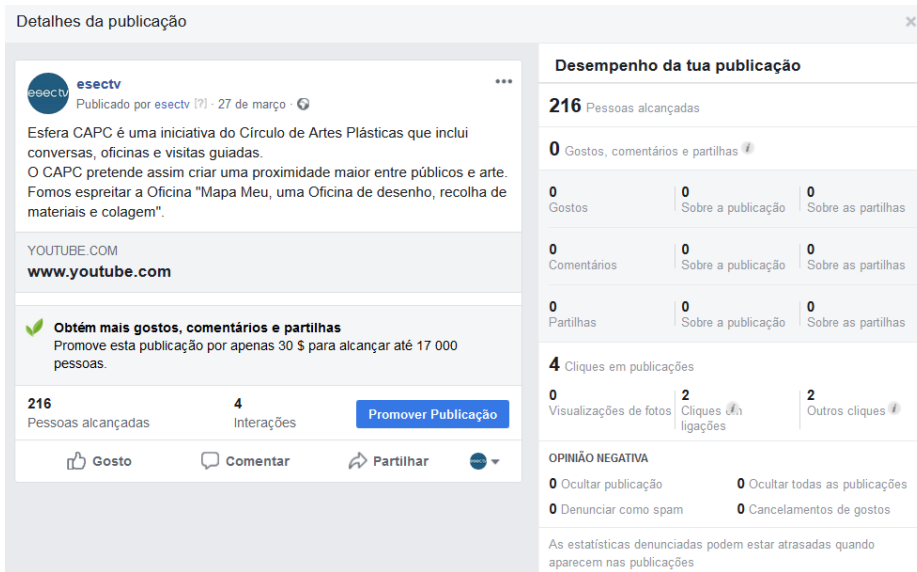 Detalhes da publicação
×
esectv
esectv
Publicado por esectv [?] · 27 de março ·
Esfera CAPC é uma iniciativa do Círculo de Artes Plásticas que inclui
conversas, oficinas e visitas guiadas.
O CAPC pretende assim criar uma proximidade maior entre públicos e arte.
Fomos espreitar a Oficina "Mapa Meu, uma Oficina de desenho, recolha de
materiais e colagem".
YOUTUBE.COM
www.youtube.com
Obtém mais gostos, comentários e partilhas
Promove esta publicação por apenas 30 $ para alcançar até 17 000
pessoas.
216 4
Pessoas alcançadas Interações Promover Publicação
Gosto Comentar Partilhar esectv
Desempenho da tua publicação
216 Pessoas alcançadas
0 Gostos, comentários e partilhas i
0 0 0
Gostos Sobre a publicação Sobre as partilhas
0 0 0
Comentários Sobre a publicação Sobre as partilhas
0 0 0
Partilhas Sobre a publicação Sobre as partilhas
4 Cliques em publicações
0 2 2
Visualizações de fotos Cliques em i Outros cliques i
ligações
OPINIÃO NEGATIVA
0 Ocultar publicação 0 Ocultar todas as publicações
0 Denunciar como spam 0 Cancelamentos de gostos
As estatísticas denunciadas podem estar atrasadas quando
aparecem nas publicações